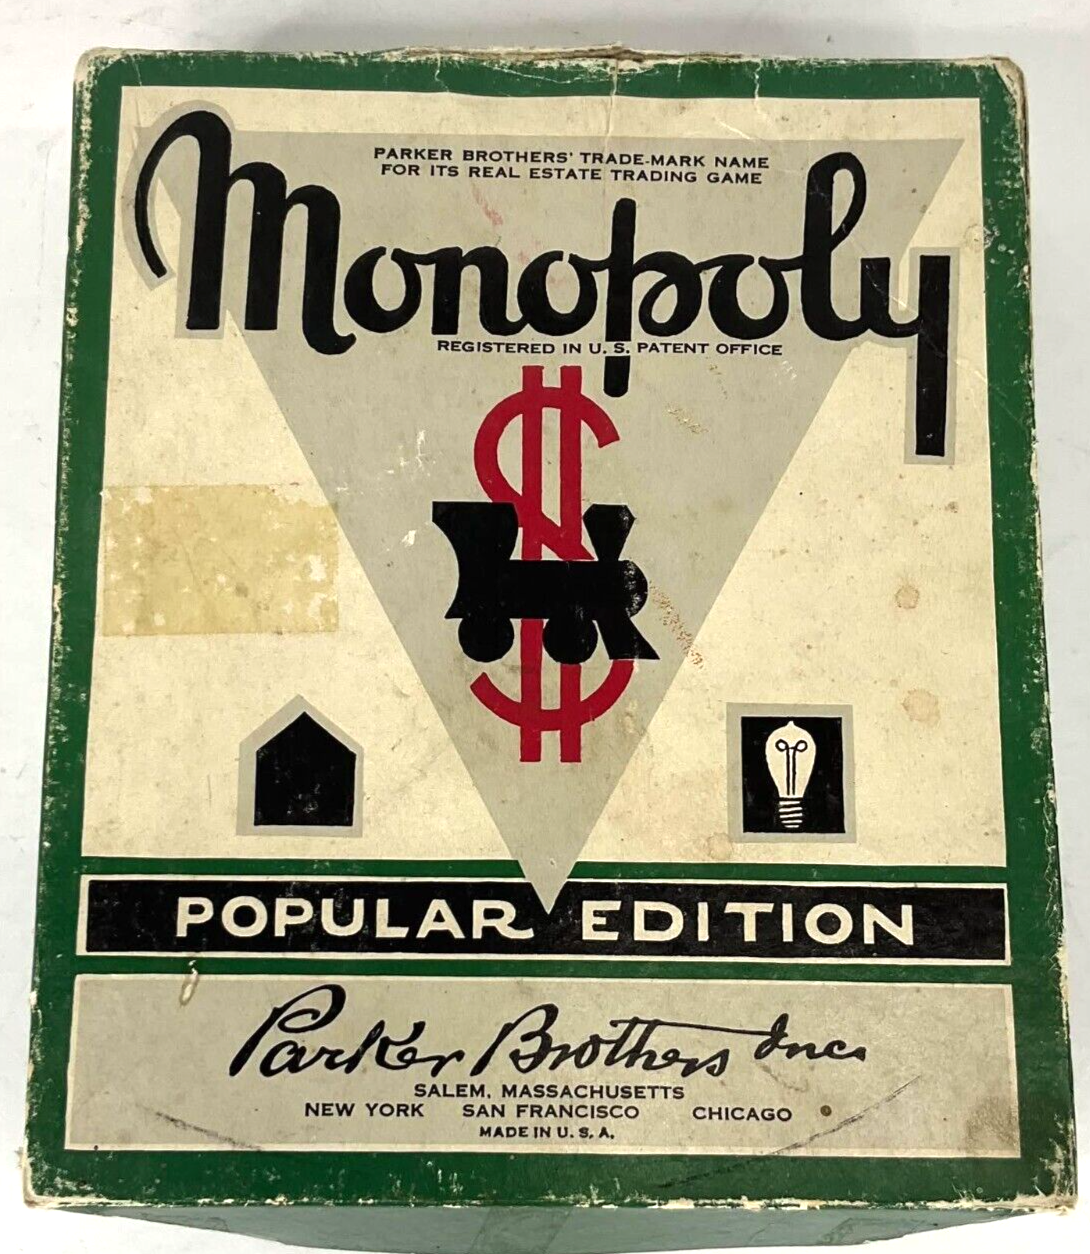 PARKER BROTHERS' TRADE-MARK NAME
FOR ITS REAL ESTATE TRADING GAME
Monopoly
REGISTERED IN U. S. PATENT OFFICE
$
POPULAR EDITION
Parker Brothers Inc.
SALEM, MASSACHUSETTS
NEW YORK SAN FRANCISCO CHICAGO
MADE IN U. S. A.